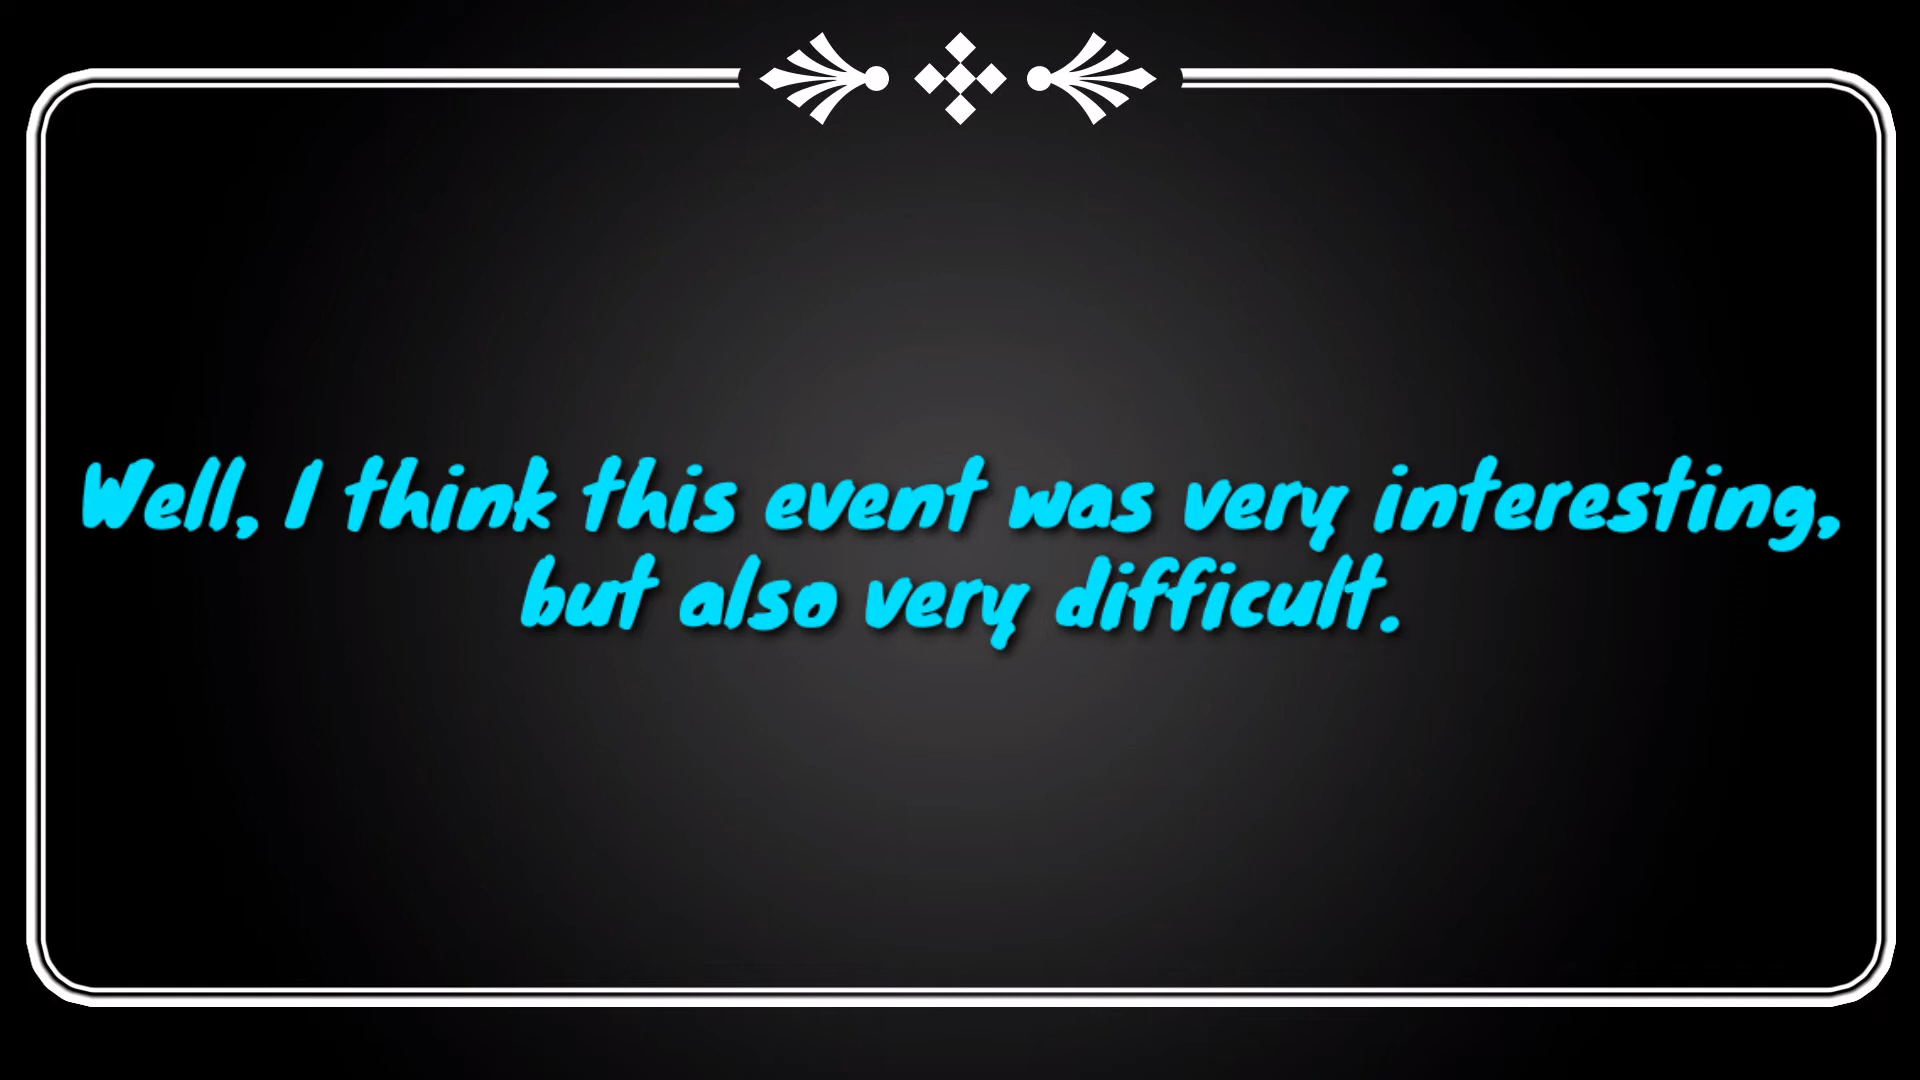 Well, I think this event was very interesting,
but also very difficult.